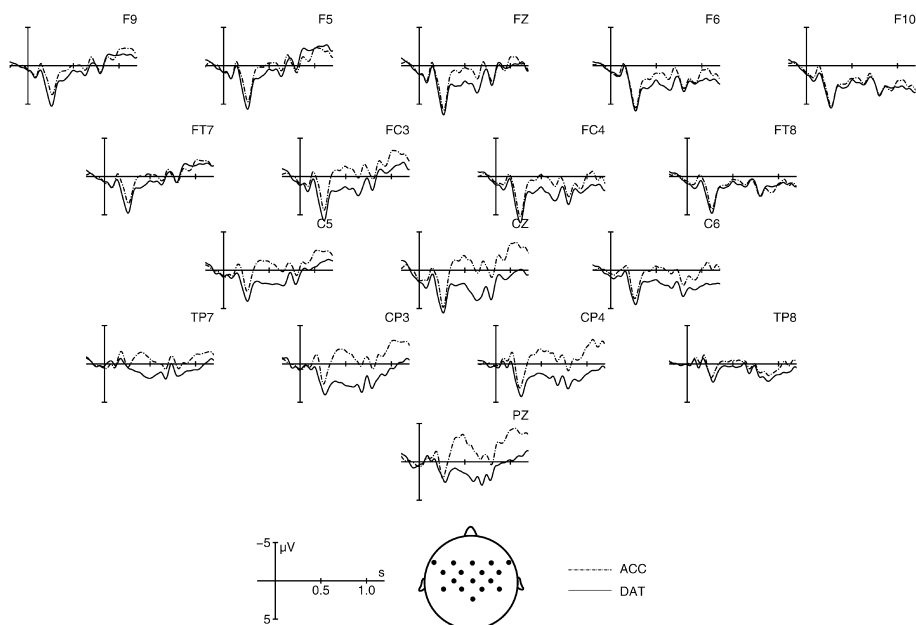 F9 F5 FZ F6 F10
FT7 FC3 FC4 FT8
C5 CZ C6
TP7 CP3 CP4 TP8
PZ
−5 μV
s
0.5 1.0
5
ACC
DAT